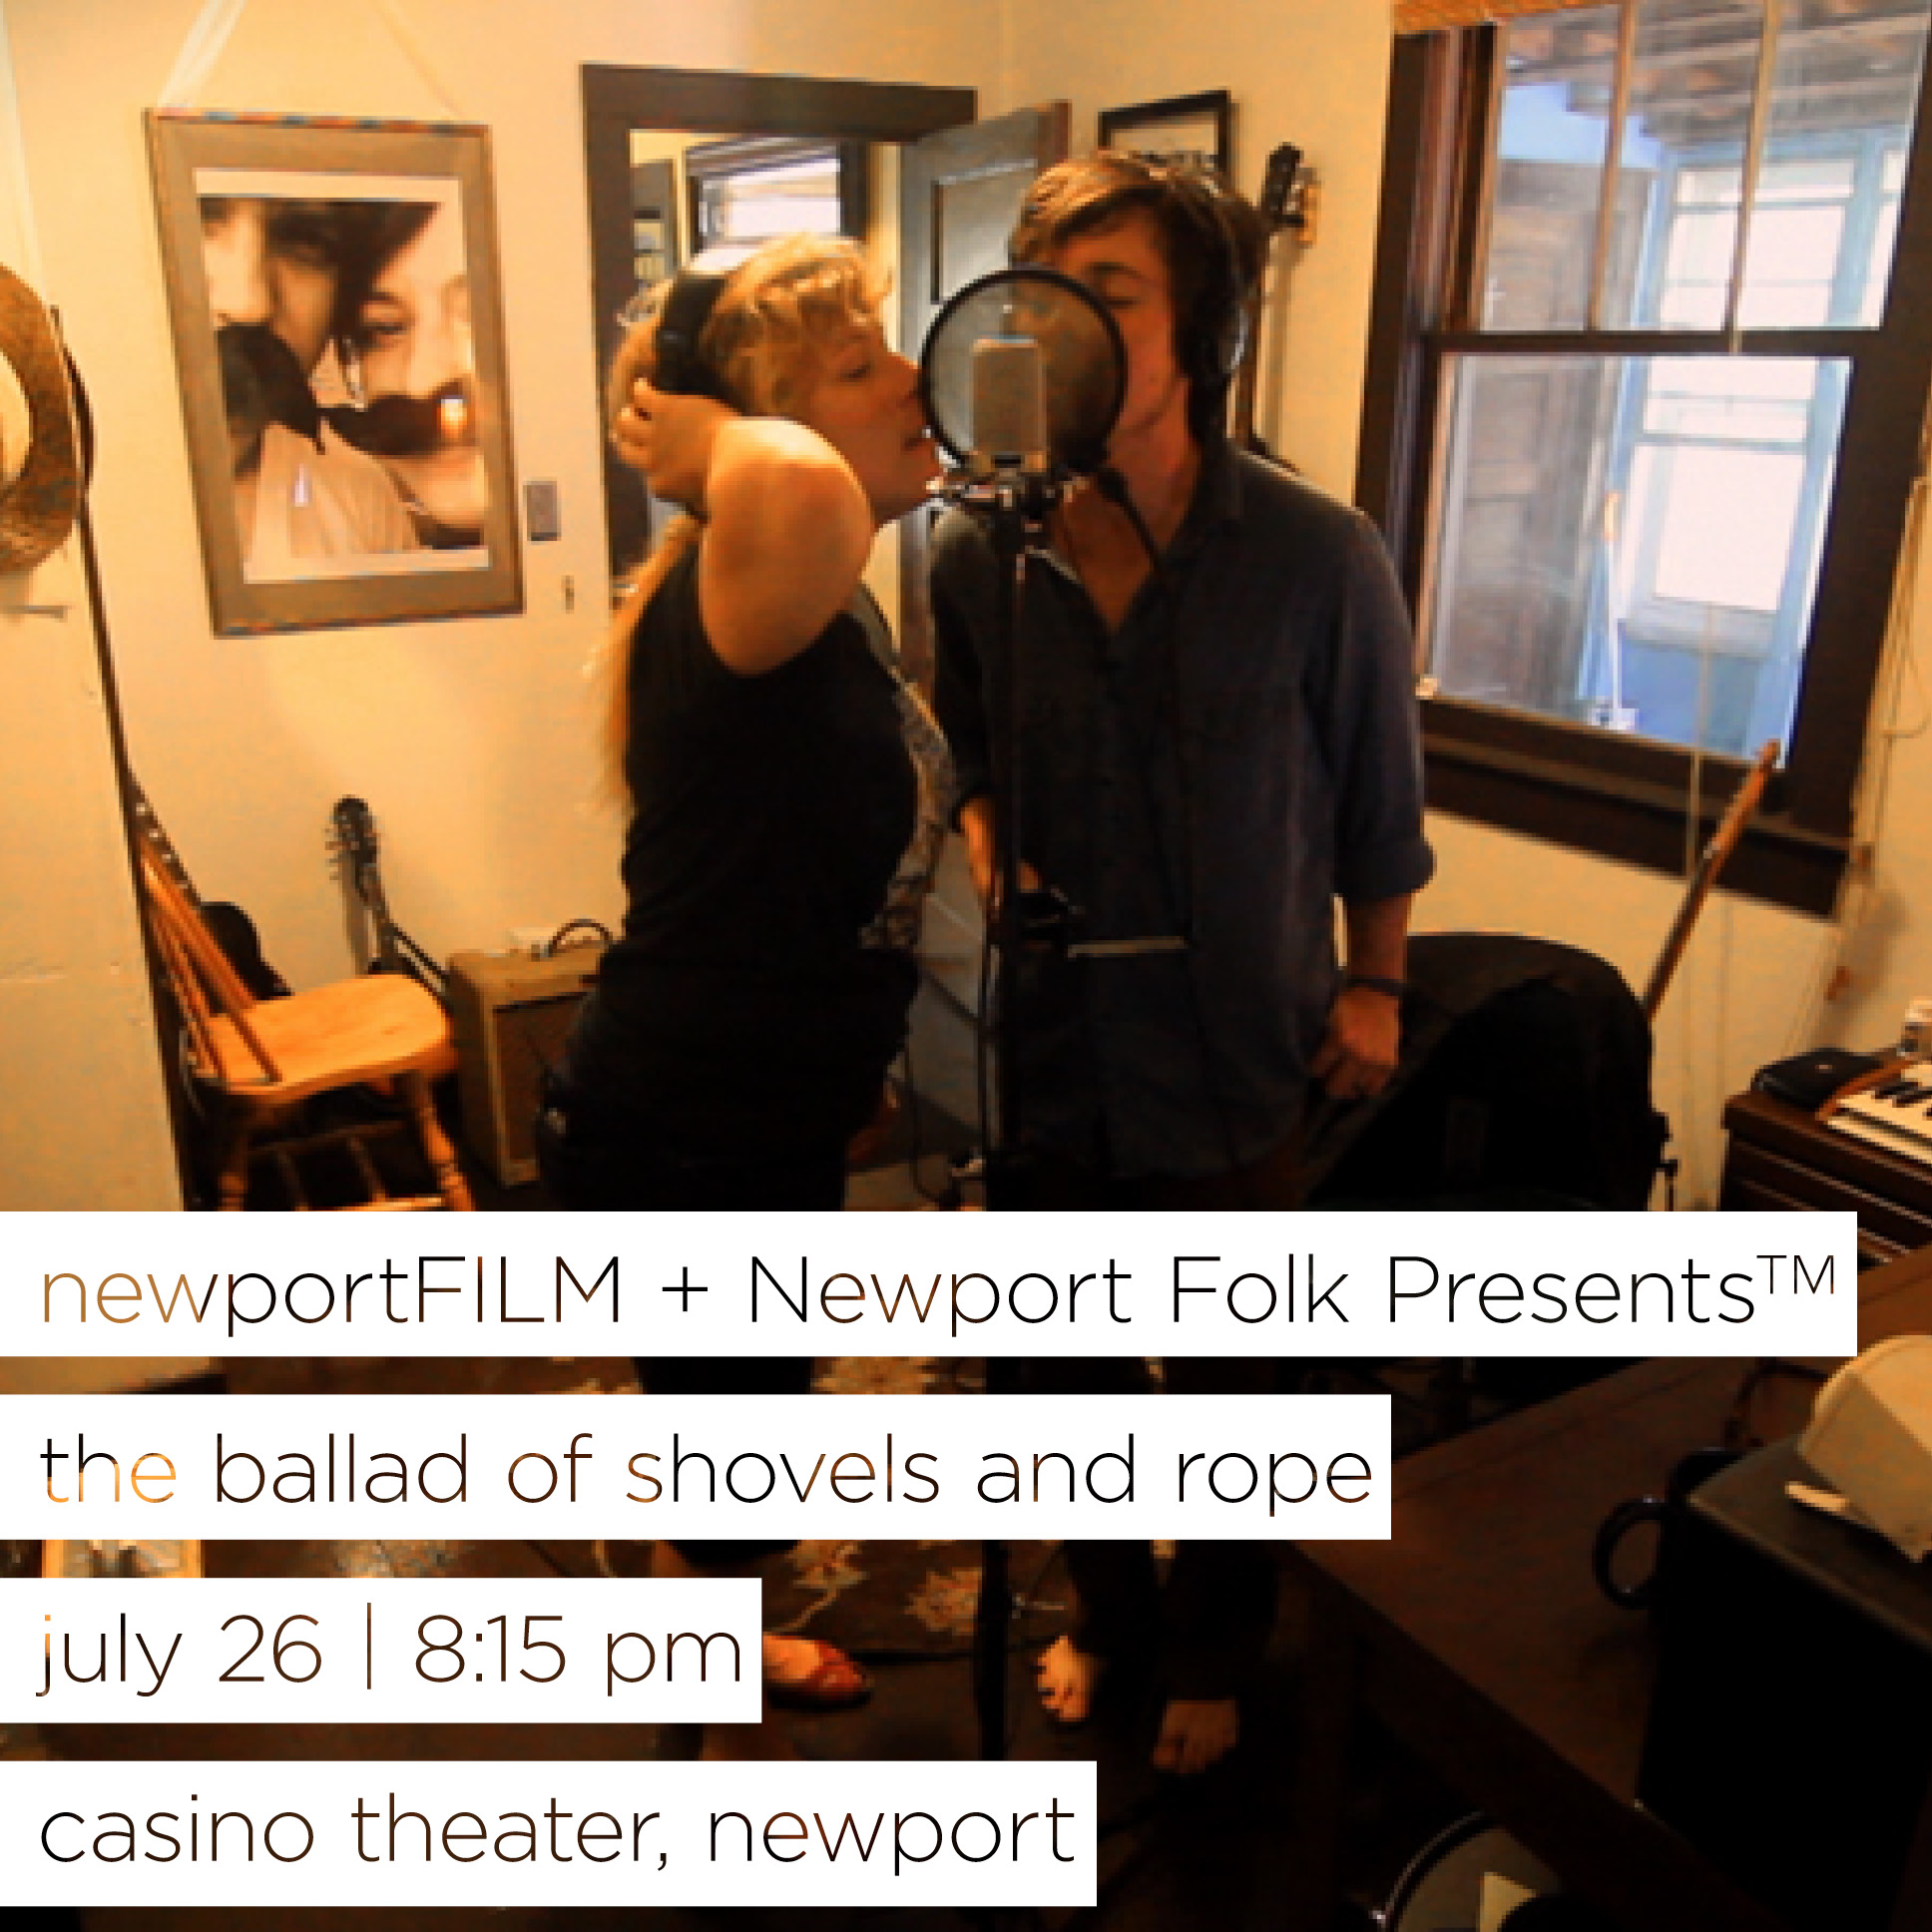 newportFILM + Newport Folk Presents™
the ballad of shovels and rope
july 26 | 8:15 pm
casino theater, newport